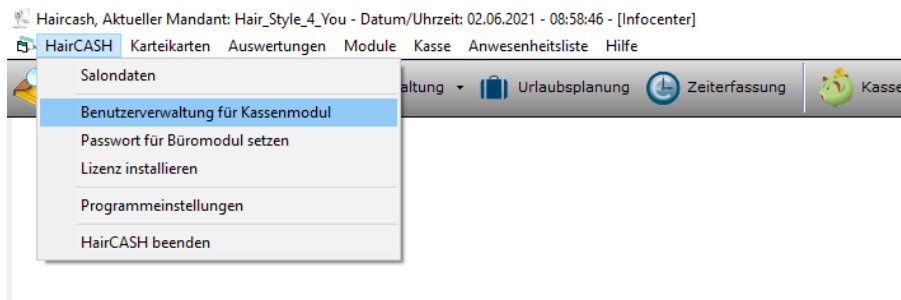 Haircash, Aktueller Mandant: Hair_Style_4_You - Datum/Uhrzeit: 02.06.2021 - 08:58:46 - [Infocenter]
HairCASH Karteikarten Auswertungen Module Kasse Anwesenheitsliste Hilfe
altung Urlaubsplanung Zeiterfassung Kasse
Salondaten
Benutzerverwaltung für Kassenmodul
Passwort für Büromodul setzen
Lizenz installieren
Programmeinstellungen
HairCASH beenden